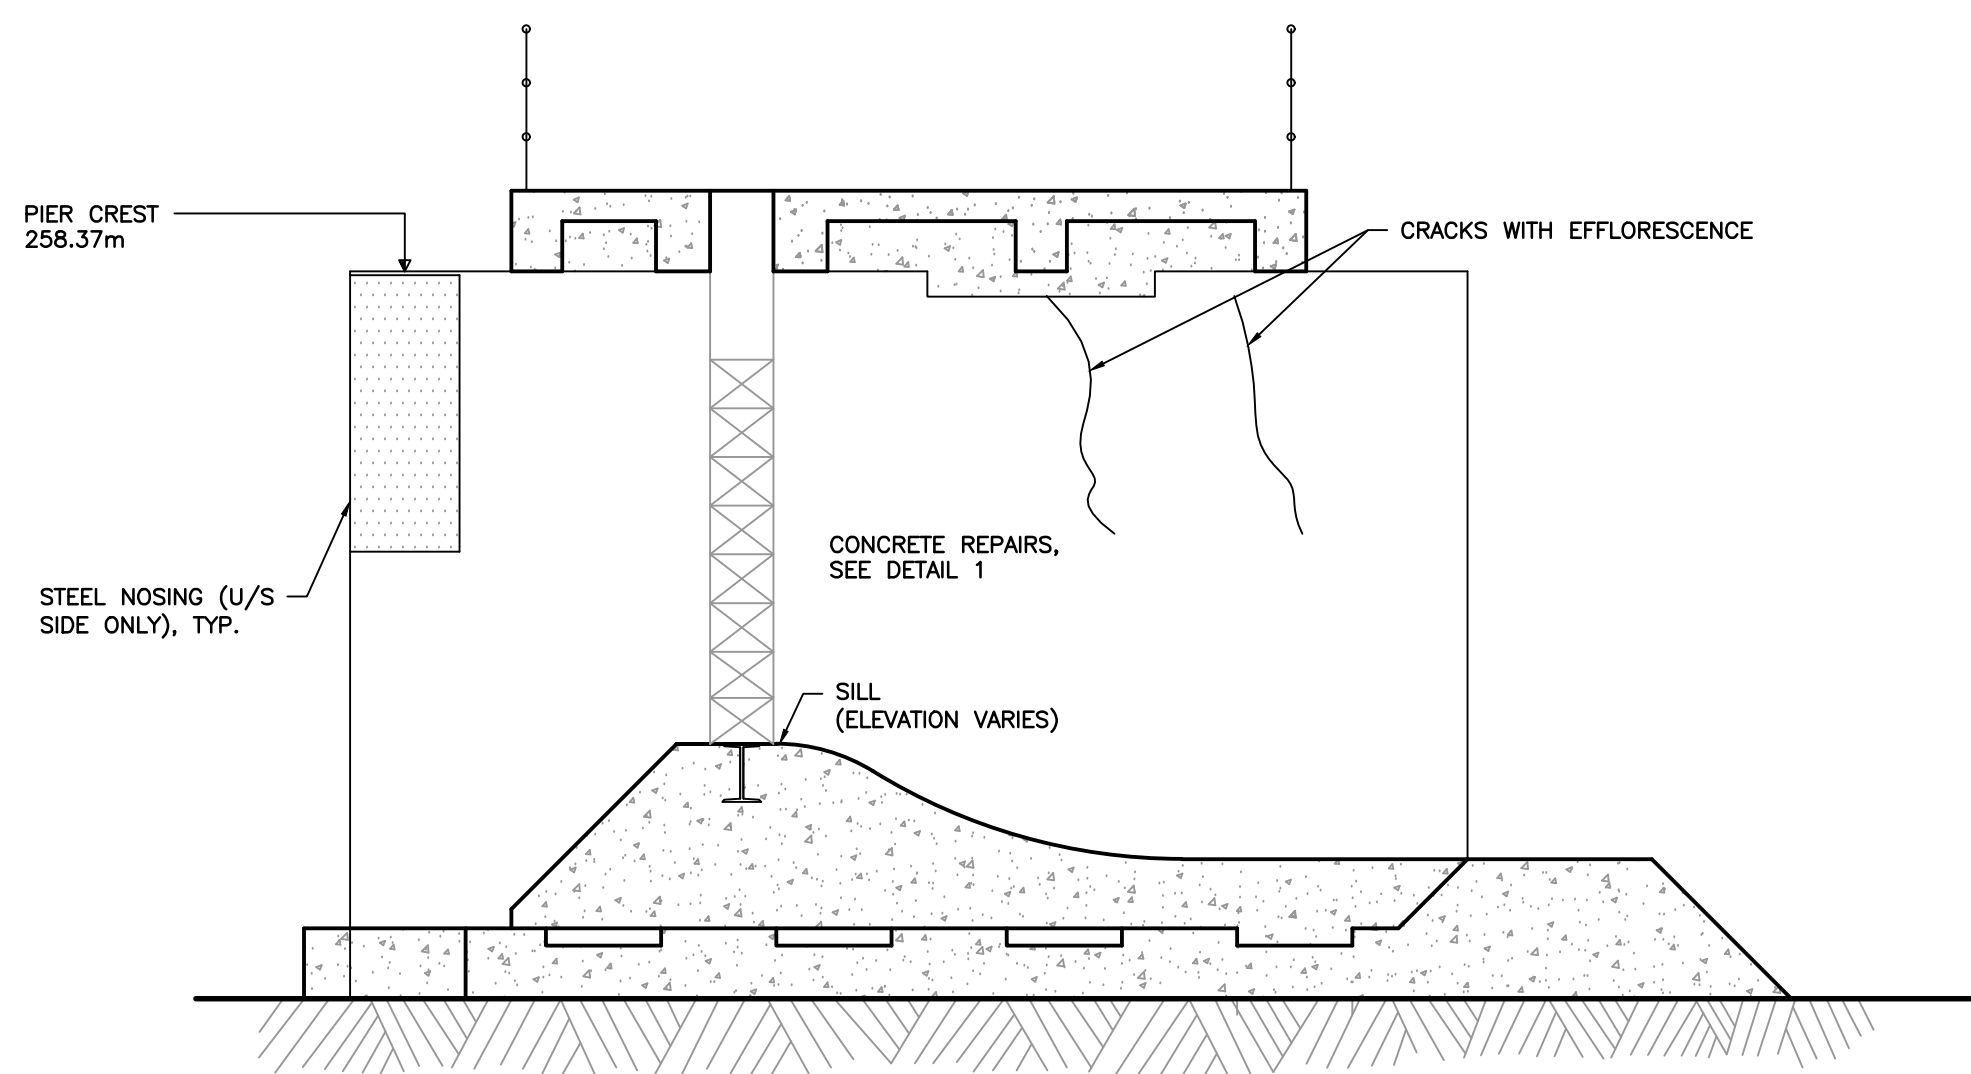 PIER CREST
258.37m
CRACKS WITH EFFLORESCENCE
CONCRETE REPAIRS,
SEE DETAIL 1
STEEL NOSING (U/S
SIDE ONLY), TYP.
SILL
(ELEVATION VARIES)